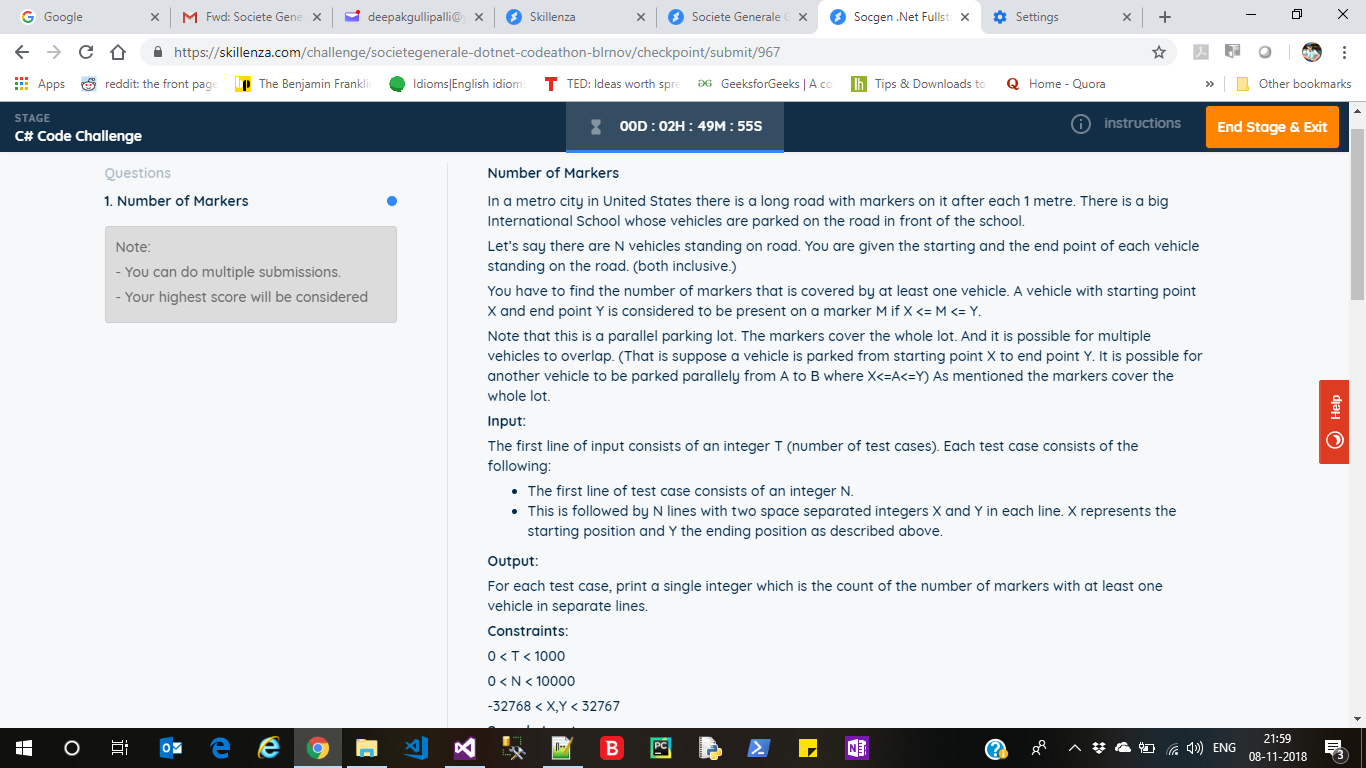 Google
Fwd: Societe Gene
deepakgullipalli@
Skillenza
Societe Generale
Socgen .Net Fullst
Settings
https://skillenza.com/challenge/societegenerale-dotnet-codeathon-blrnov/checkpoint/submit/967
Apps
reddit: the front page
The Benjamin Frankli
Idioms|English idiom
TED: Ideas worth spre
GeeksforGeeks | A co
Tips & Downloads to
Home - Quora
»
Other bookmarks
STAGE
C# Code Challenge
00D : 02H : 49M : 55S
instructions
End Stage & Exit
Questions
1. Number of Markers
Note:
- You can do multiple submissions.
- Your highest score will be considered
Number of Markers
In a metro city in United States there is a long road with markers on it after each 1 metre. There is a big
International School whose vehicles are parked on the road in front of the school.
Let's say there are N vehicles standing on road. You are given the starting and the end point of each vehicle
standing on the road. (both inclusive.)
You have to find the number of markers that is covered by at least one vehicle. A vehicle with starting point
X and end point Y is considered to be present on a marker M if X <= M <= Y.
Note that this is a parallel parking lot. The markers cover the whole lot. And it is possible for multiple
vehicles to overlap. (That is suppose a vehicle is parked from starting point X to end point Y. It is possible for
another vehicle to be parked parallely from A to B where X<=A<=Y) As mentioned the markers cover the
whole lot.
Input:
The first line of input consists of an integer T (number of test cases). Each test case consists of the
following:
• The first line of test case consists of an integer N.
• This is followed by N lines with two space separated integers X and Y in each line. X represents the
starting position and Y the ending position as described above.
Output:
For each test case, print a single integer which is the count of the number of markers with at least one
vehicle in separate lines.
Constraints:
0 < T < 1000
0 < N < 10000
-32768 < X,Y < 32767
Help
ENG
21:59
08-11-2018
3